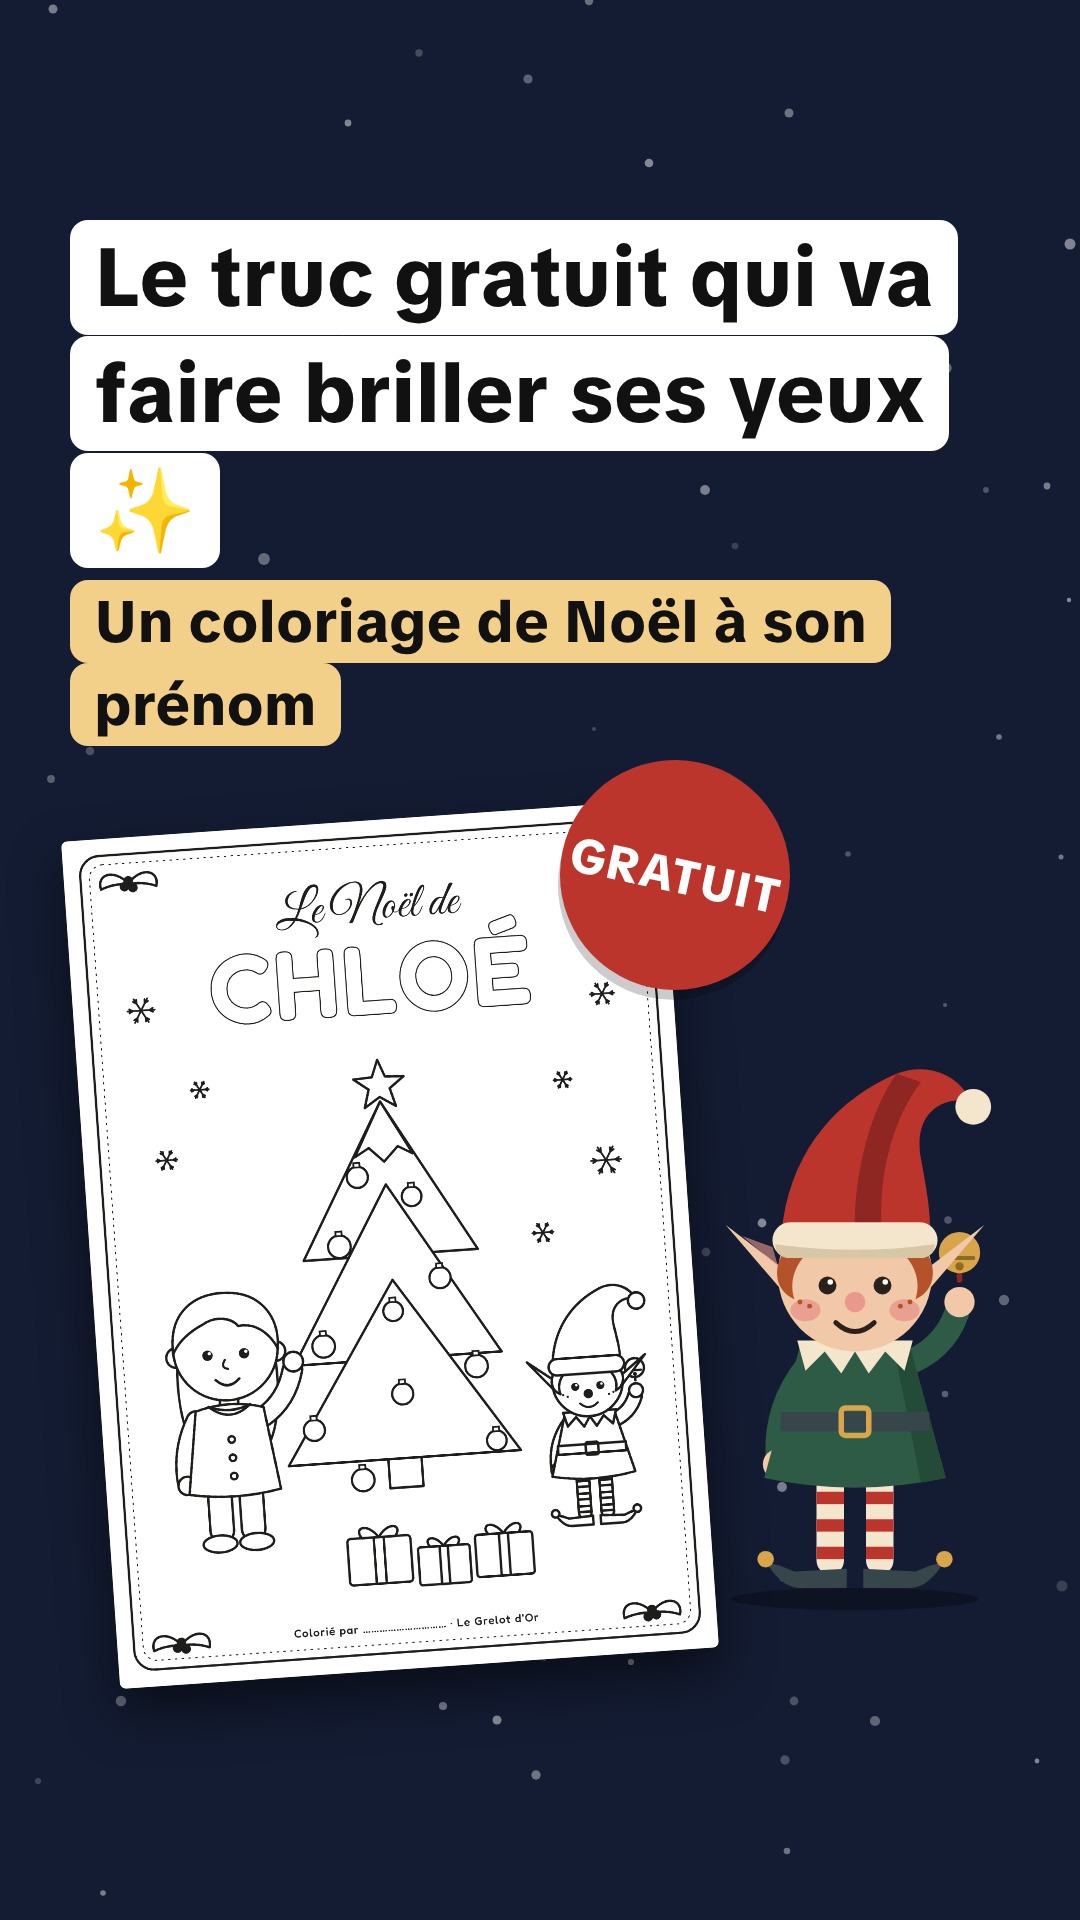 Le truc gratuit qui va
faire briller ses yeux
✨
Un coloriage de Noël à son
prénom
GRATUIT
Le Noël de
CHLOÉ
Colorié par .............................. · Le Grelot d'Or